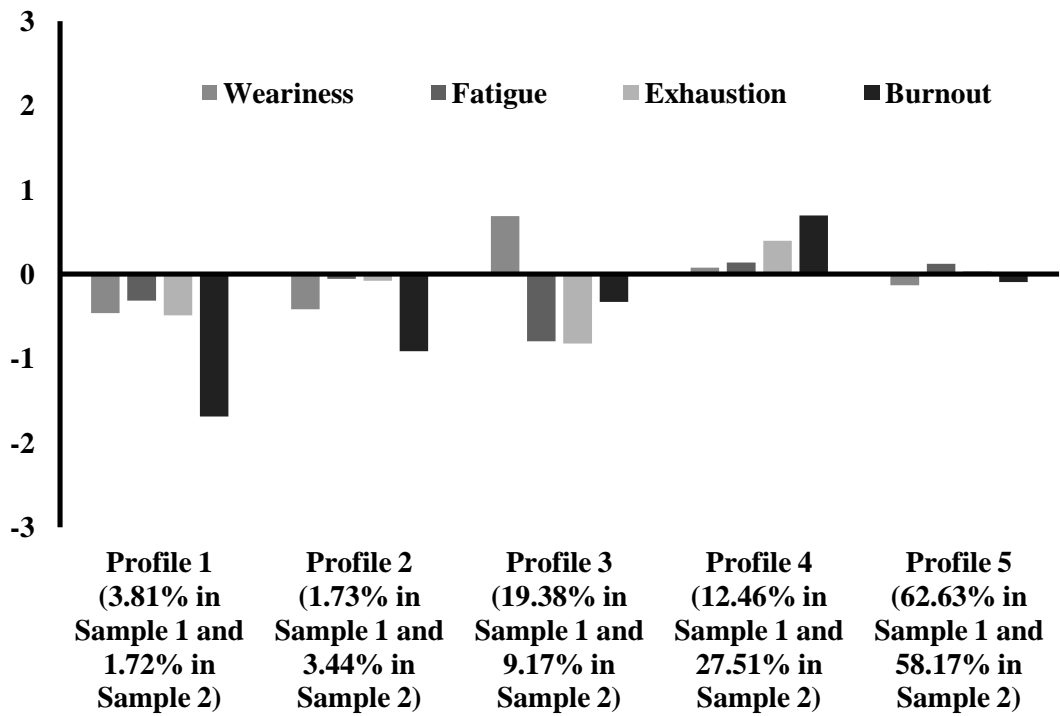 3
2
1
0
-1
-2
-3
Weariness Fatigue Exhaustion Burnout
Profile 1
(3.81% in
Sample 1 and
1.72% in
Sample 2)
Profile 2
(1.73% in
Sample 1 and
3.44% in
Sample 2)
Profile 3
(19.38% in
Sample 1 and
9.17% in
Sample 2)
Profile 4
(12.46% in
Sample 1 and
27.51% in
Sample 2)
Profile 5
(62.63% in
Sample 1 and
58.17% in
Sample 2)